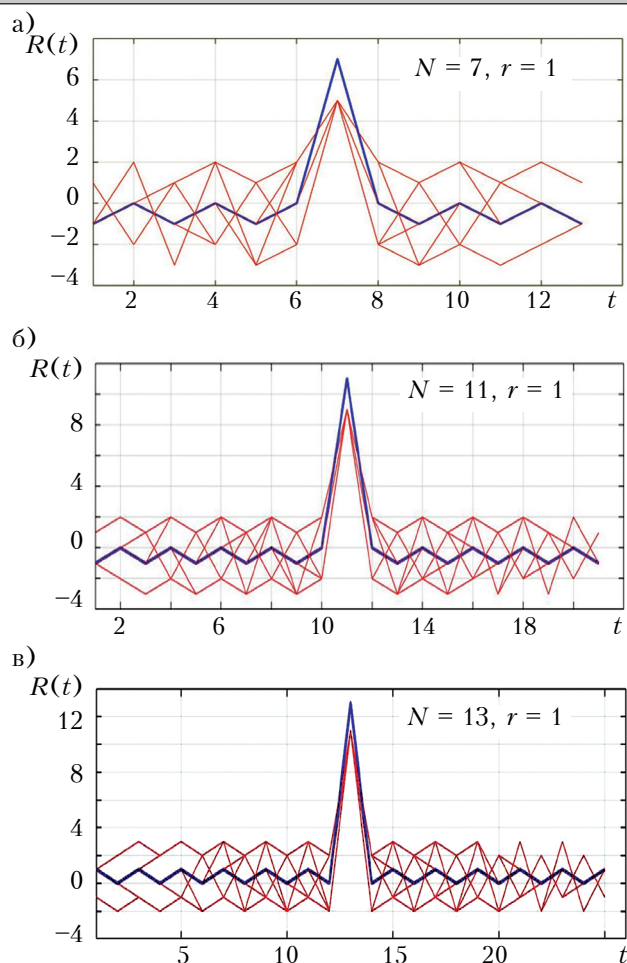 а)
R(t)
N = 7, r = 1
6
4
2
0
−2
−4
2 4 6 8 10 12 t
б)
R(t)
N = 11, r = 1
8
4
0
−4
2 6 10 14 18 t
в)
R(t)
N = 13, r = 1
12
8
4
0
−4
5 10 15 20 t